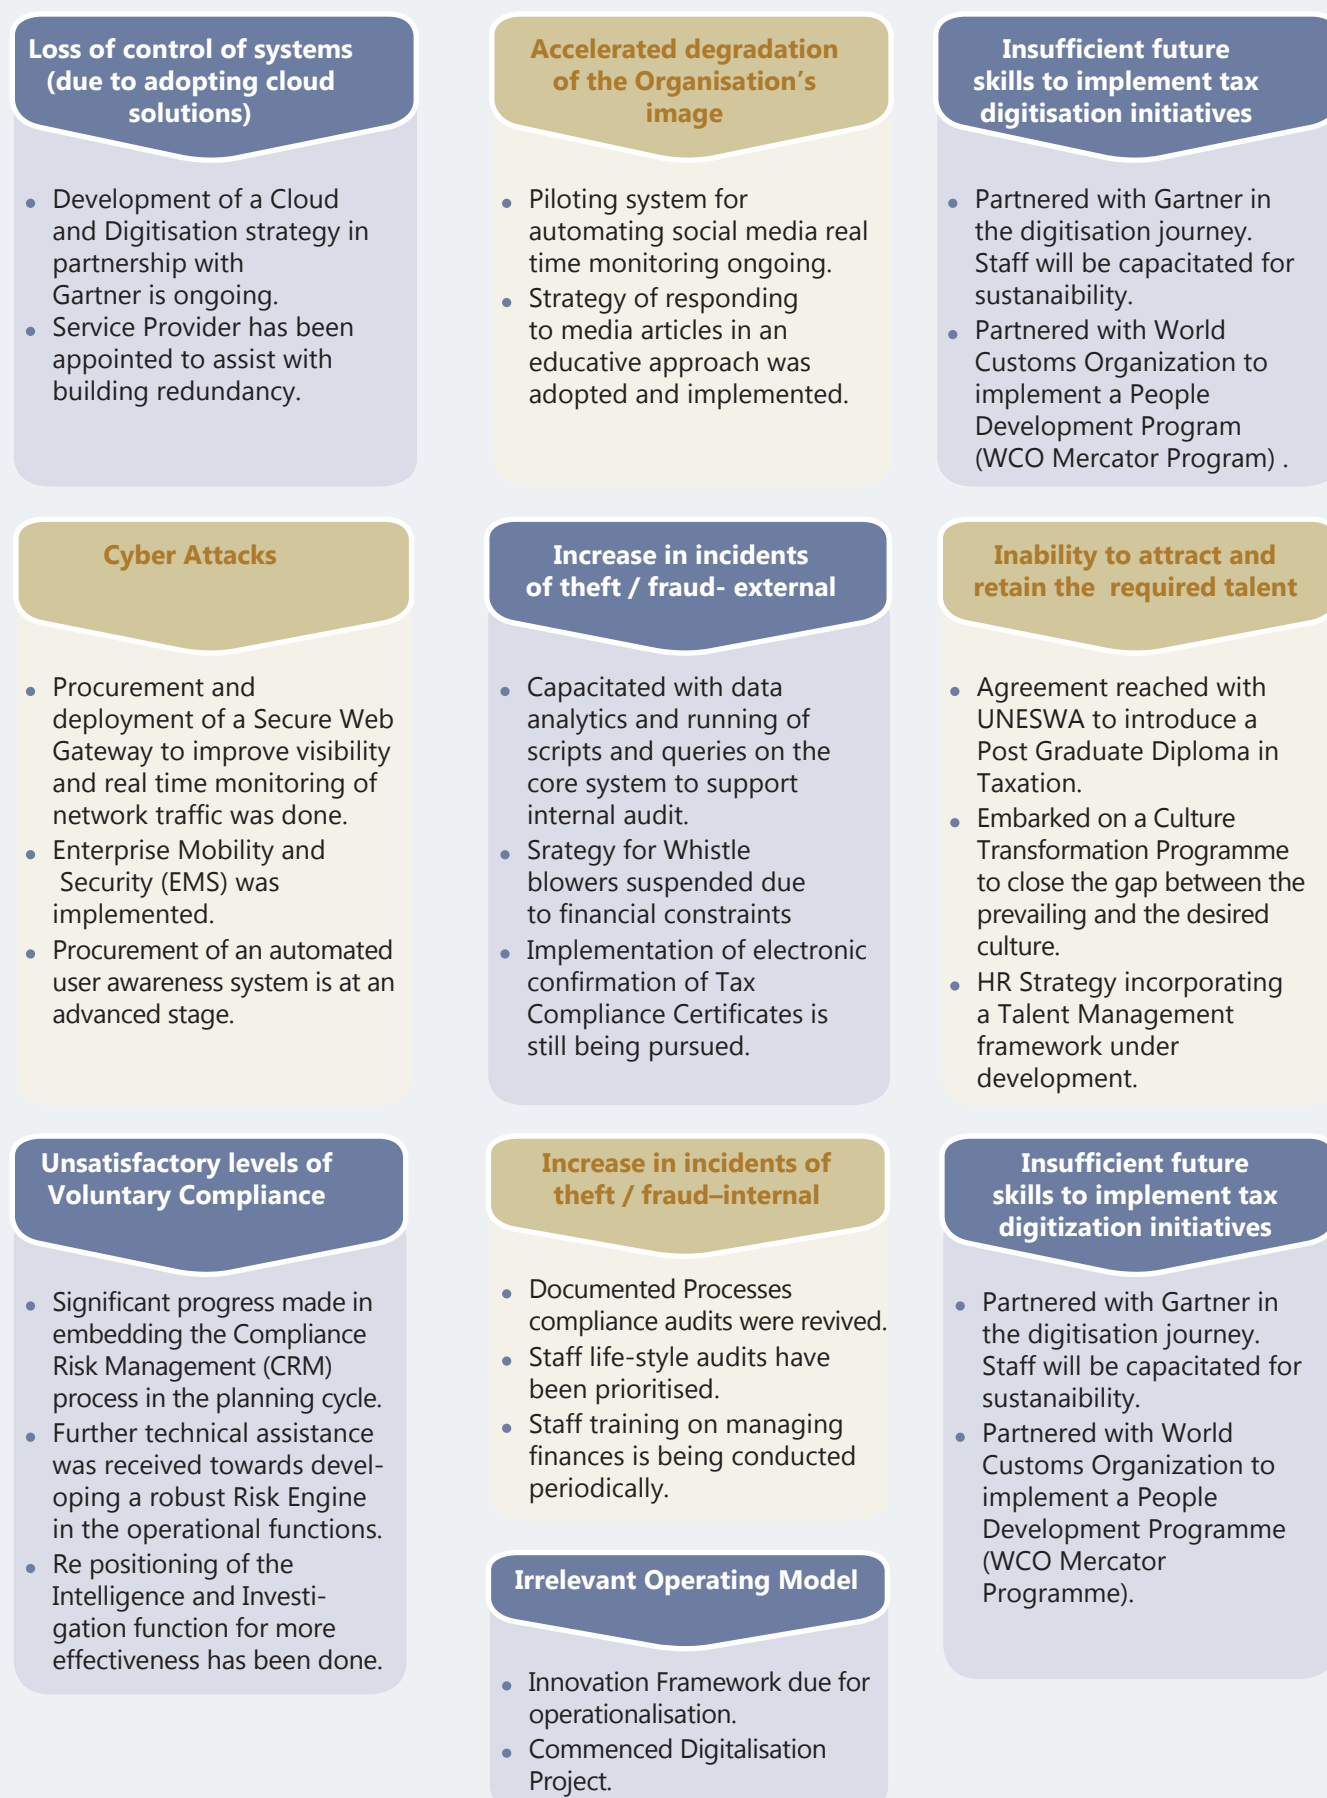 Loss of control of systems
(due to adopting cloud
solutions)
• Development of a Cloud
and Digitisation strategy in
partnership with
Gartner is ongoing.
• Service Provider has been
appointed to assist with
building redundancy.
Accelerated degradation
of the Organisation’s
image
• Piloting system for
automating social media real
time monitoring ongoing.
• Strategy of responding
to media articles in an
educative approach was
adopted and implemented.
Insufficient future
skills to implement tax
digitisation initiatives
• Partnered with Gartner in
the digitisation journey.
Staff will be capacitated for
sustanaibility.
• Partnered with World
Customs Organization to
implement a People
Development Program
(WCO Mercator Program) .
Cyber Attacks
• Procurement and
deployment of a Secure Web
Gateway to improve visibility
and real time monitoring of
network traffic was done.
• Enterprise Mobility and
Security (EMS) was
implemented.
• Procurement of an automated
user awareness system is at an
advanced stage.
Increase in incidents
of theft / fraud- external
• Capacitated with data
analytics and running of
scripts and queries on the
core system to support
internal audit.
• Srategy for Whistle
blowers suspended due
to financial constraints
• Implementation of electronic
confirmation of Tax
Compliance Certificates is
still being pursued.
Inability to attract and
retain the required talent
• Agreement reached with
UNESWA to introduce a
Post Graduate Diploma in
Taxation.
• Embarked on a Culture
Transformation Programme
to close the gap between the
prevailing and the desired
culture.
• HR Strategy incorporating
a Talent Management
framework under
development.
Unsatisfactory levels of
Voluntary Compliance
• Significant progress made in
embedding the Compliance
Risk Management (CRM)
process in the planning cycle.
• Further technical assistance
was received towards devel-
oping a robust Risk Engine
in the operational functions.
• Re positioning of the
Intelligence and Investi-
gation function for more
effectiveness has been done.
Increase in incidents of
theft / fraud–internal
• Documented Processes
compliance audits were revived.
• Staff life-style audits have
been prioritised.
• Staff training on managing
finances is being conducted
periodically.
Irrelevant Operating Model
• Innovation Framework due for
operationalisation.
• Commenced Digitalisation
Project.
Insufficient future
skills to implement tax
digitization initiatives
• Partnered with Gartner in
the digitisation journey.
Staff will be capacitated for
sustanaibility.
• Partnered with World
Customs Organization to
implement a People
Development Programme
(WCO Mercator
Programme).